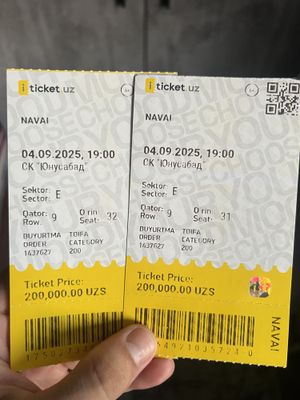 iticket.uz
NAVAI
04.09.2025, 19:00
СК "Юнусабад"
Sektor:
Sector: E
Qator: 9 O`rin: 32
Row: Seat:
BUYURTMA TOIFA
ORDER CATEGORY
1637627 200
Ticket Price:
200,000.00 UZS
iticket.uz
6+
NAVAI
04.09.2025, 19:00
СК "Юнусабад"
Sektor:
Sector: E
Qator: 9 O`rin: 31
Row: Seat:
BUYURTMA TOIFA
ORDER CATEGORY
1637627 200
Ticket Price:
200,000.00 UZS
NAVAI